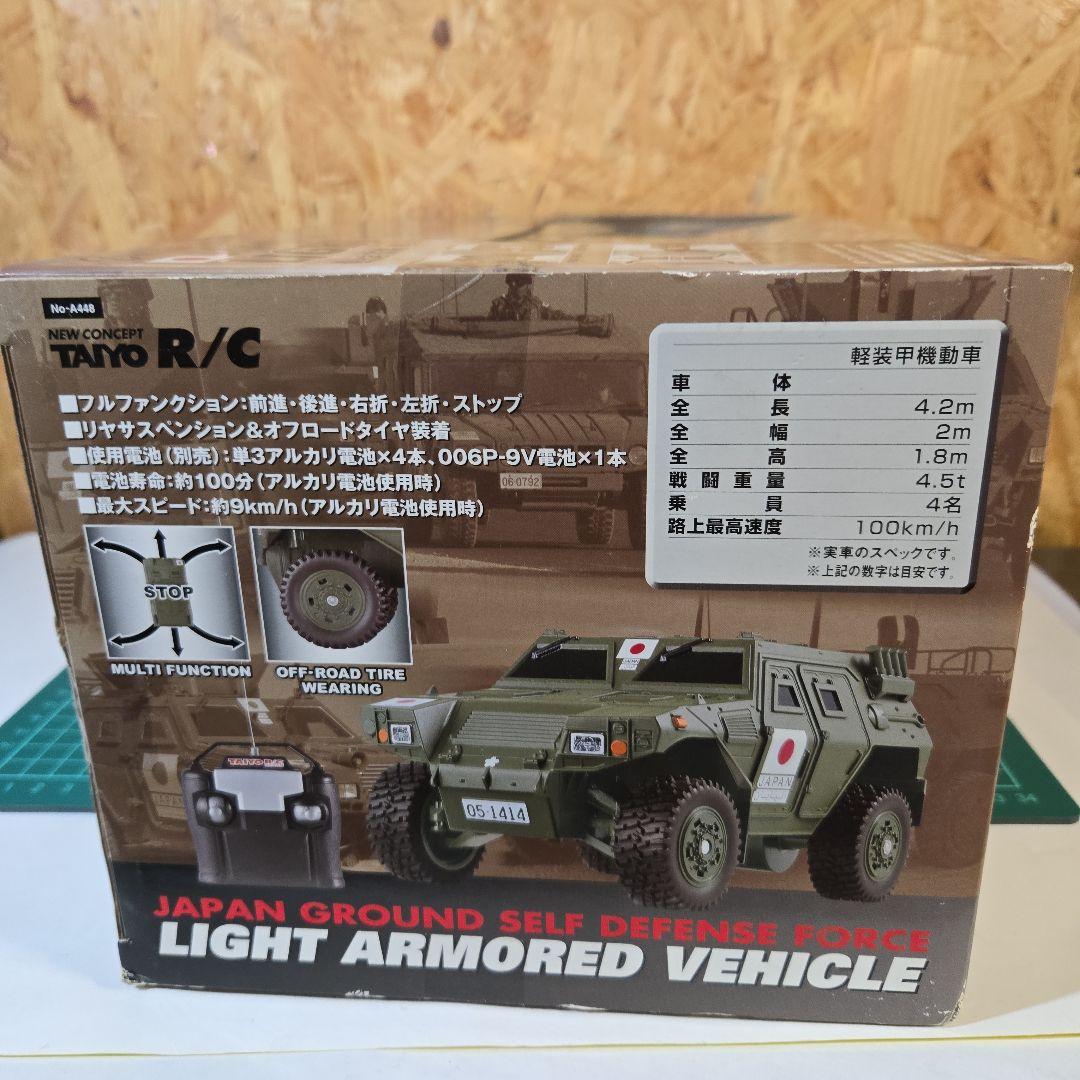 No-A448
NEW CONCEPT
TAIYO R/C
■フルファンクション:前進・後進・右折・左折・ストップ
■リヤサスペンション&オフロードタイヤ装着
■使用電池(別売):単3アルカリ電池×4本、006P-9V電池×1本
■電池寿命:約100分(アルカリ電池使用時)
■最大スピード:約9km/h(アルカリ電池使用時)
軽装甲機動車
車体
全長 4.2m
全幅 2m
全高 1.8m
戦闘重量 4.5t
乗員 4名
路上最高速度 100km/h
※実車のスペックです。
※上記の数字は目安です。
06-0792
STOP
MULTI FUNCTION
OFF-ROAD TIRE
WEARING
TAIYO R/C
JAPAN
JAPAN
05-1414
JAPAN GROUND SELF DEFENSE FORCE
LIGHT ARMORED VEHICLE
34